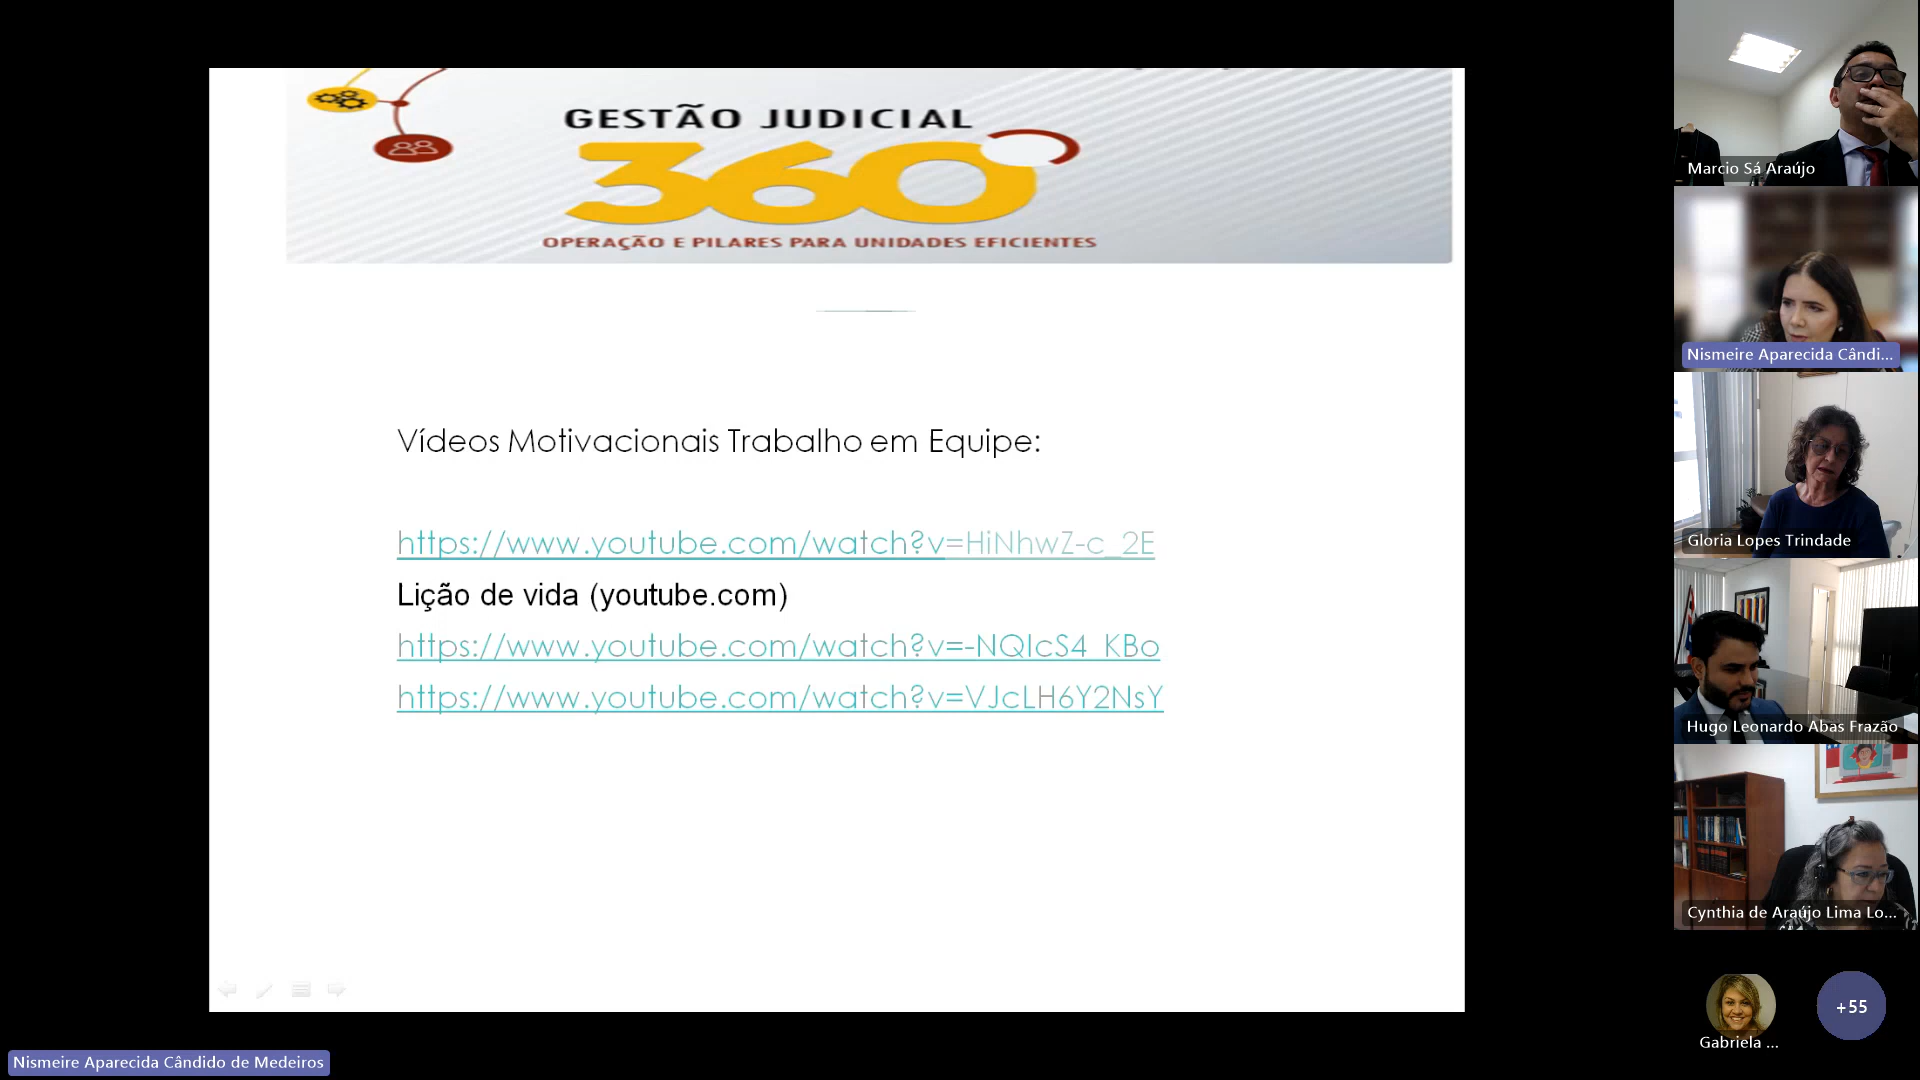 GESTÃO JUDICIAL
360
OPERAÇÃO E PILARES PARA UNIDADES EFICIENTES
Vídeos Motivacionais Trabalho em Equipe:
https://www.youtube.com/watch?v=HiNhwZ-c_2E
Lição de vida (youtube.com)
https://www.youtube.com/watch?v=-NQIcS4_KBo
https://www.youtube.com/watch?v=VJcLH6Y2NsY
Marcio Sá Araújo
Nismeire Aparecida Cândi...
Gloria Lopes Trindade
Hugo Leonardo Abas Frazão
Cynthia de Araújo Lima Lo...
Gabriela ...
+55
Nismeire Aparecida Cândido de Medeiros